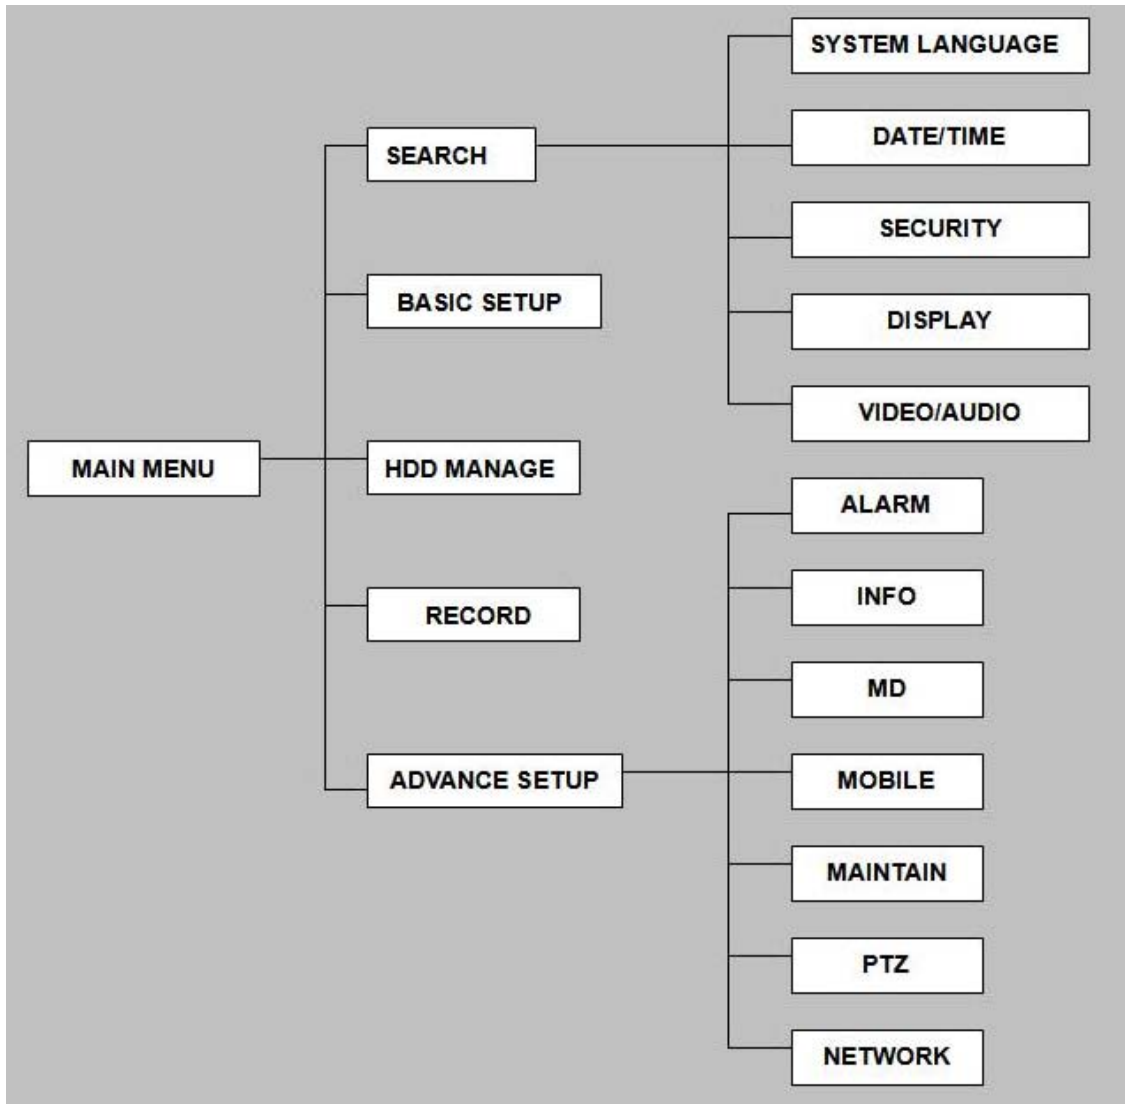 MAIN MENU
SEARCH
BASIC SETUP
HDD MANAGE
RECORD
ADVANCE SETUP
SYSTEM LANGUAGE
DATE/TIME
SECURITY
DISPLAY
VIDEO/AUDIO
ALARM
INFO
MD
MOBILE
MAINTAIN
PTZ
NETWORK